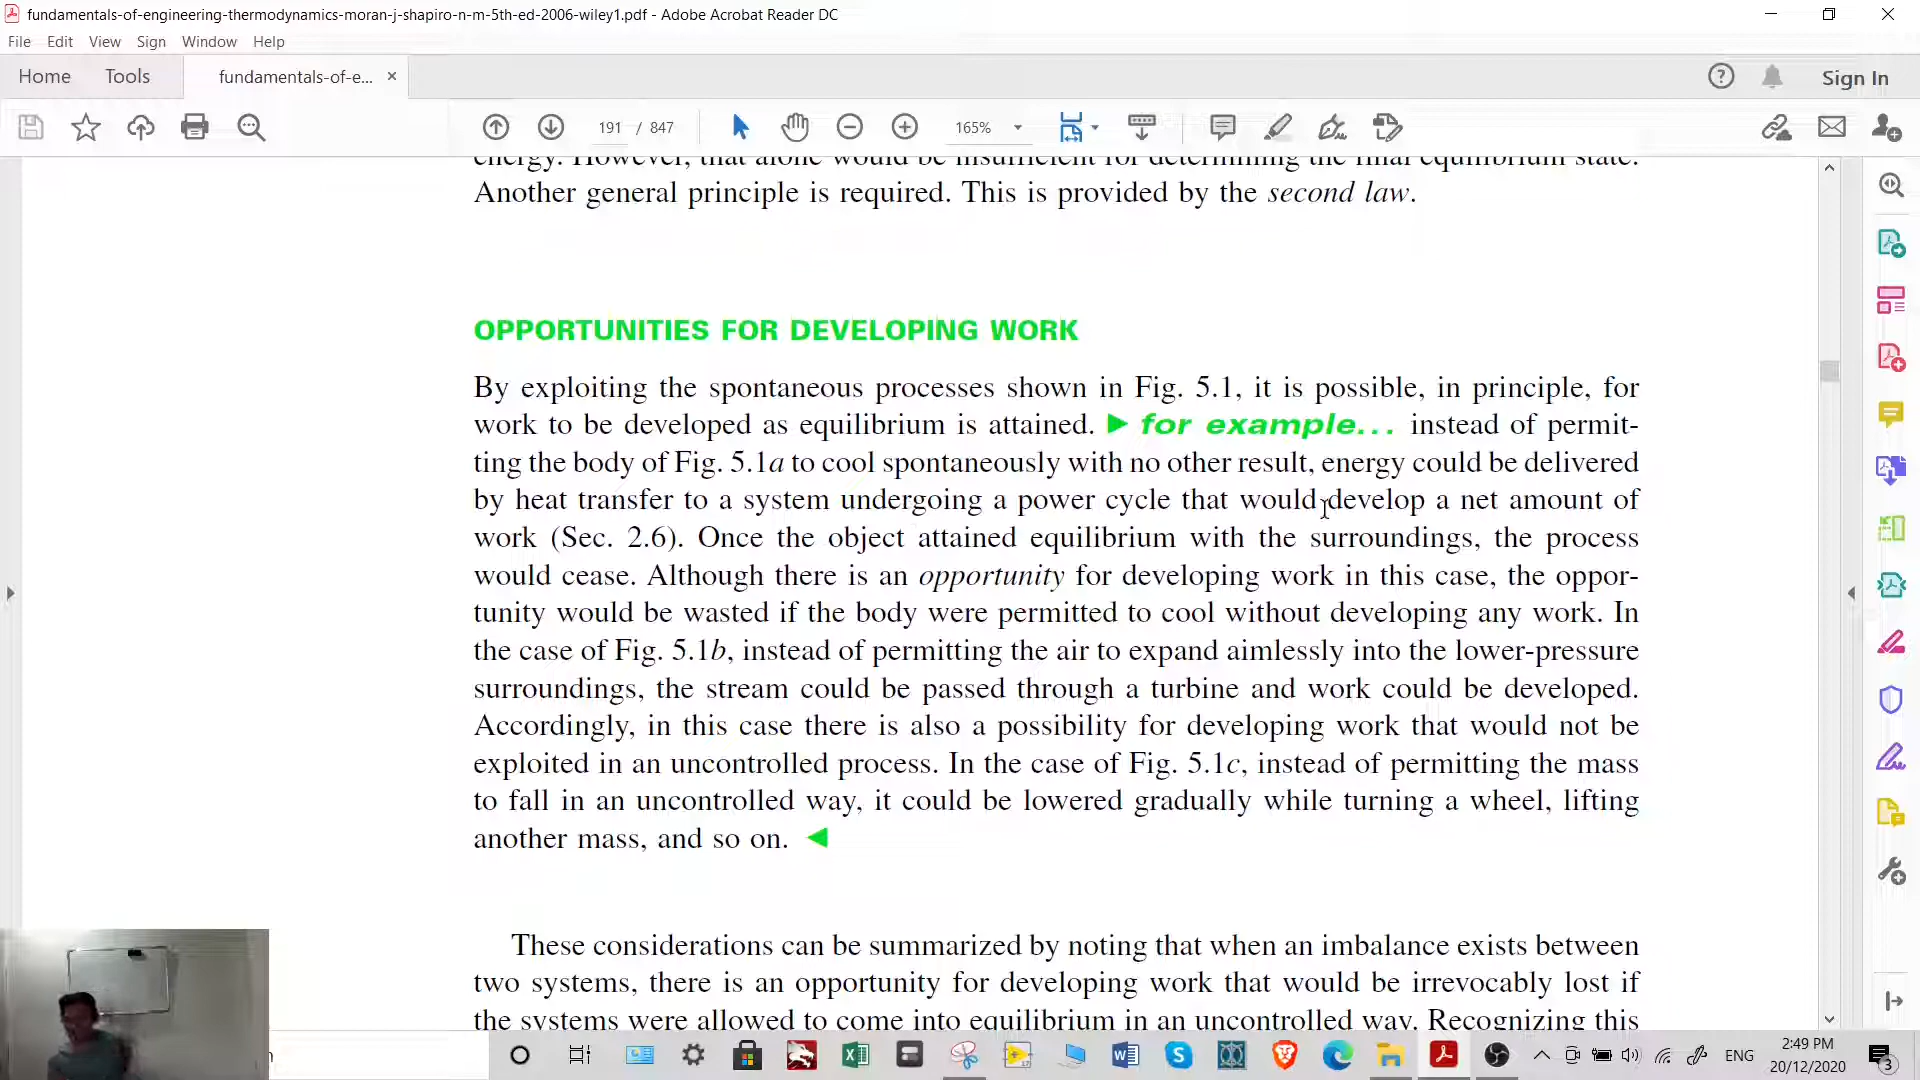 fundamentals-of-engineering-thermodynamics-moran-j-shapiro-n-m-5th-ed-2006-wiley1.pdf - Adobe Acrobat Reader DC
File Edit View Sign Window Help
Home Tools fundamentals-of-e... × Sign In
191 / 847 165%
energy. However, that alone would be insufficient for determining the final equilibrium state.
Another general principle is required. This is provided by the second law.
OPPORTUNITIES FOR DEVELOPING WORK
By exploiting the spontaneous processes shown in Fig. 5.1, it is possible, in principle, for
work to be developed as equilibrium is attained. ▶ for example... instead of permit-
ting the body of Fig. 5.1a to cool spontaneously with no other result, energy could be delivered
by heat transfer to a system undergoing a power cycle that would develop a net amount of
work (Sec. 2.6). Once the object attained equilibrium with the surroundings, the process
would cease. Although there is an opportunity for developing work in this case, the oppor-
tunity would be wasted if the body were permitted to cool without developing any work. In
the case of Fig. 5.1b, instead of permitting the air to expand aimlessly into the lower-pressure
surroundings, the stream could be passed through a turbine and work could be developed.
Accordingly, in this case there is also a possibility for developing work that would not be
exploited in an uncontrolled process. In the case of Fig. 5.1c, instead of permitting the mass
to fall in an uncontrolled way, it could be lowered gradually while turning a wheel, lifting
another mass, and so on. ◀
These considerations can be summarized by noting that when an imbalance exists between
two systems, there is an opportunity for developing work that would be irrevocably lost if
the systems were allowed to come into equilibrium in an uncontrolled way. Recognizing this
ENG
2:49 PM
20/12/2020
3